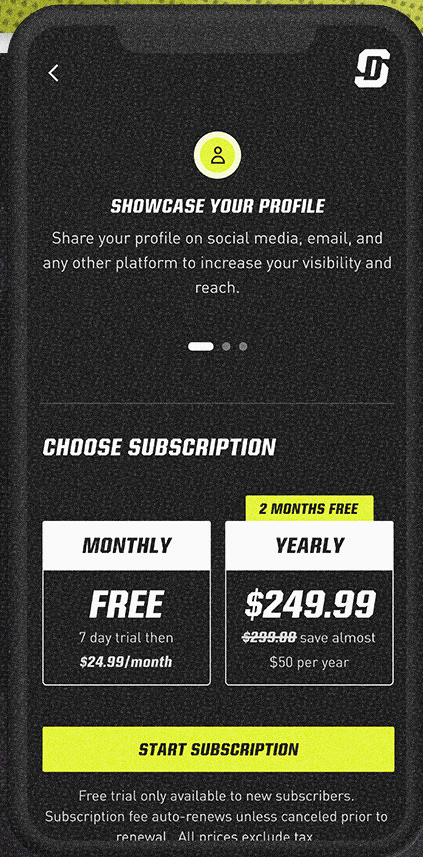 SHOWCASE YOUR PROFILE
Share your profile on social media, email, and
any other platform to increase your visibility and
reach.
CHOOSE SUBSCRIPTION
2 MONTHS FREE
MONTHLY
FREE
7 day trial then
$24.99/month
YEARLY
$249.99
$299.88 save almost
$50 per year
START SUBSCRIPTION
Free trial only available to new subscribers.
Subscription fee auto-renews unless canceled prior to
renewal. All prices exclude tax.